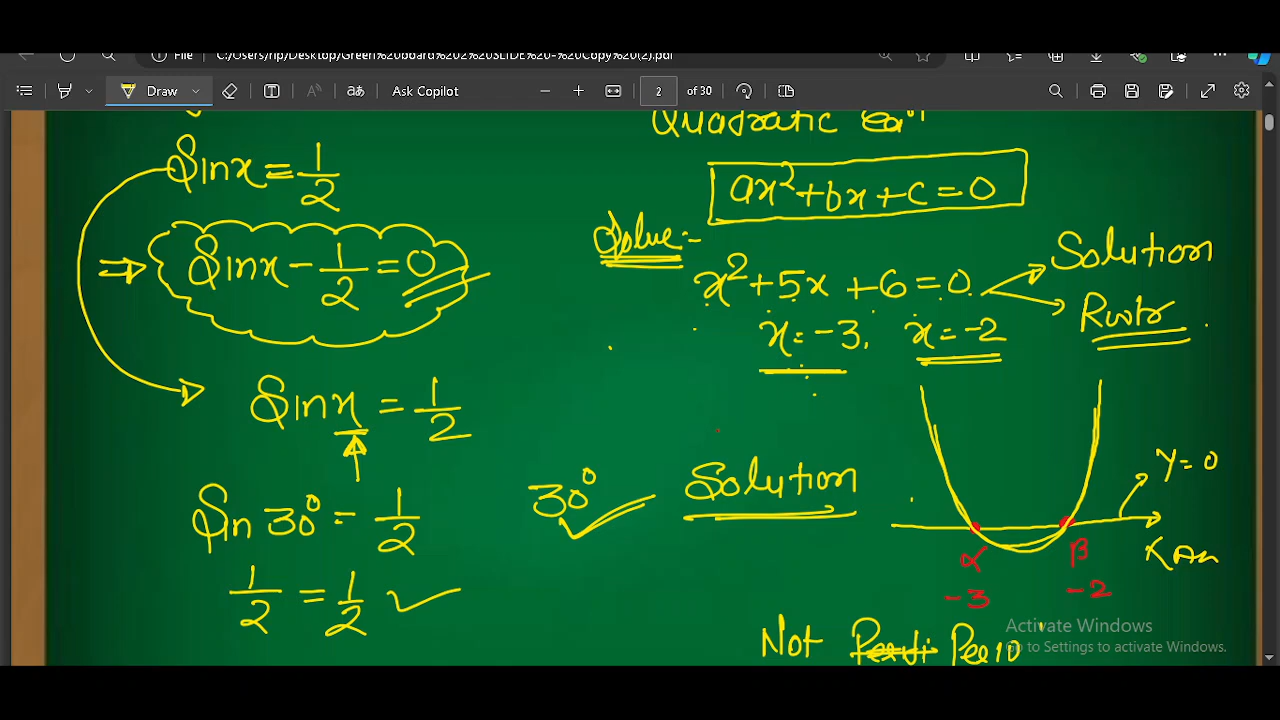 File C:/Users/hp/Desktop/Green%20board%202%20SLIDE%20-%20Copy%20(2).pdf
Draw Ask Copilot 2 of 30
Sinx = 1/2
⇒ Sinx - 1/2 = 0
Sinx = 1/2
Sin 30° = 1/2
1/2 = 1/2 ✓
30° ✓ Solution
Quadratic Eqn
ax²+bx+c=0
Solve:-
x²+5x+6=0 Solution
Roots
x=-3, x=-2
Y=0
α β
-3 -2
Not
Activate Windows
Go to Settings to activate Windows.